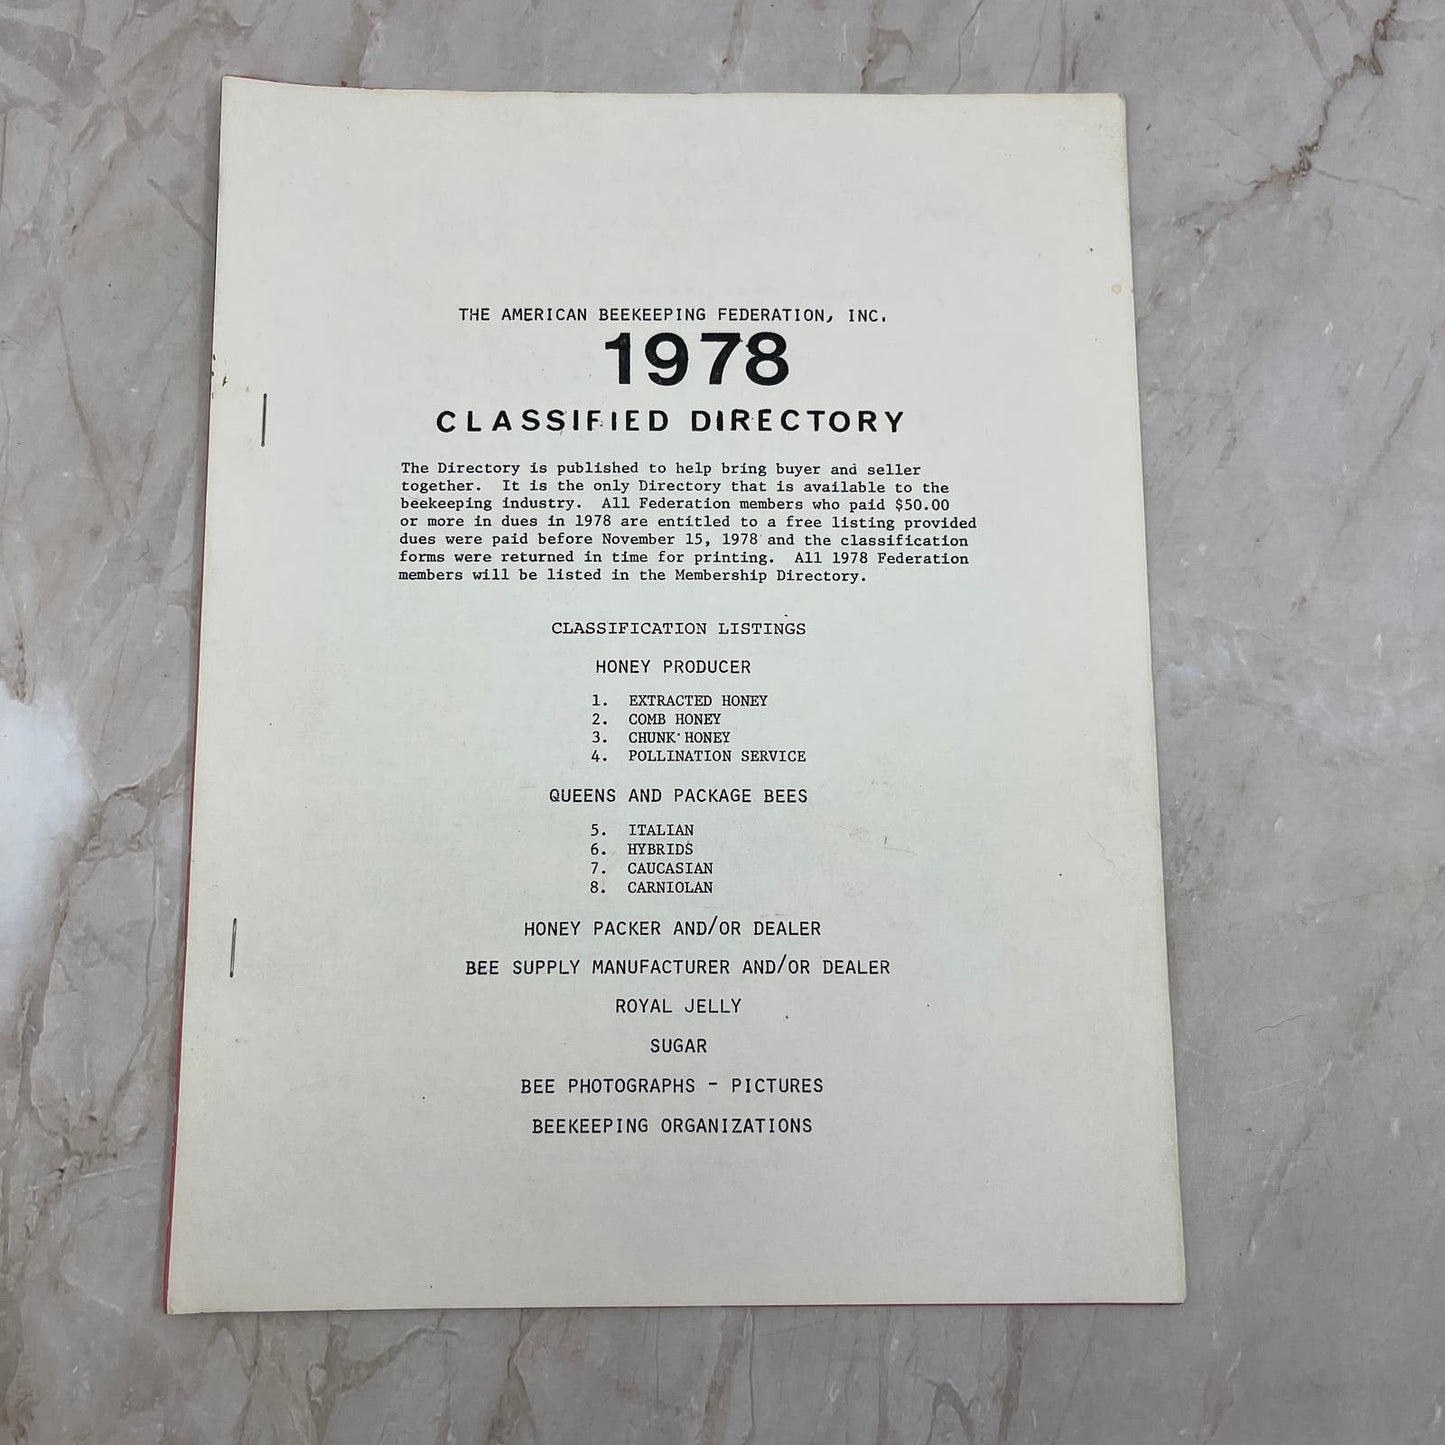 THE AMERICAN BEEKEEPING FEDERATION, INC.
1978
CLASSIFIED DIRECTORY
The Directory is published to help bring buyer and seller
together. It is the only Directory that is available to the
beekeeping industry. All Federation members who paid $50.00
or more in dues in 1978 are entitled to a free listing provided
dues were paid before November 15, 1978 and the classification
forms were returned in time for printing. All 1978 Federation
members will be listed in the Membership Directory.
CLASSIFICATION LISTINGS
HONEY PRODUCER
1. EXTRACTED HONEY
2. COMB HONEY
3. CHUNK HONEY
4. POLLINATION SERVICE
QUEENS AND PACKAGE BEES
5. ITALIAN
6. HYBRIDS
7. CAUCASIAN
8. CARNIOLAN
HONEY PACKER AND/OR DEALER
BEE SUPPLY MANUFACTURER AND/OR DEALER
ROYAL JELLY
SUGAR
BEE PHOTOGRAPHS - PICTURES
BEEKEEPING ORGANIZATIONS